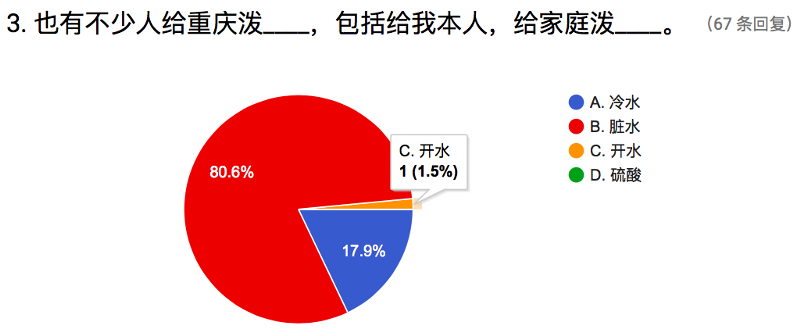 3. 也有不少人给重庆泼____，包括给我本人，给家庭泼____。 （67 条回复）
A. 冷水
B. 脏水
C. 开水
D. 硫酸
C. 开水
1 (1.5%)
80.6%
17.9%